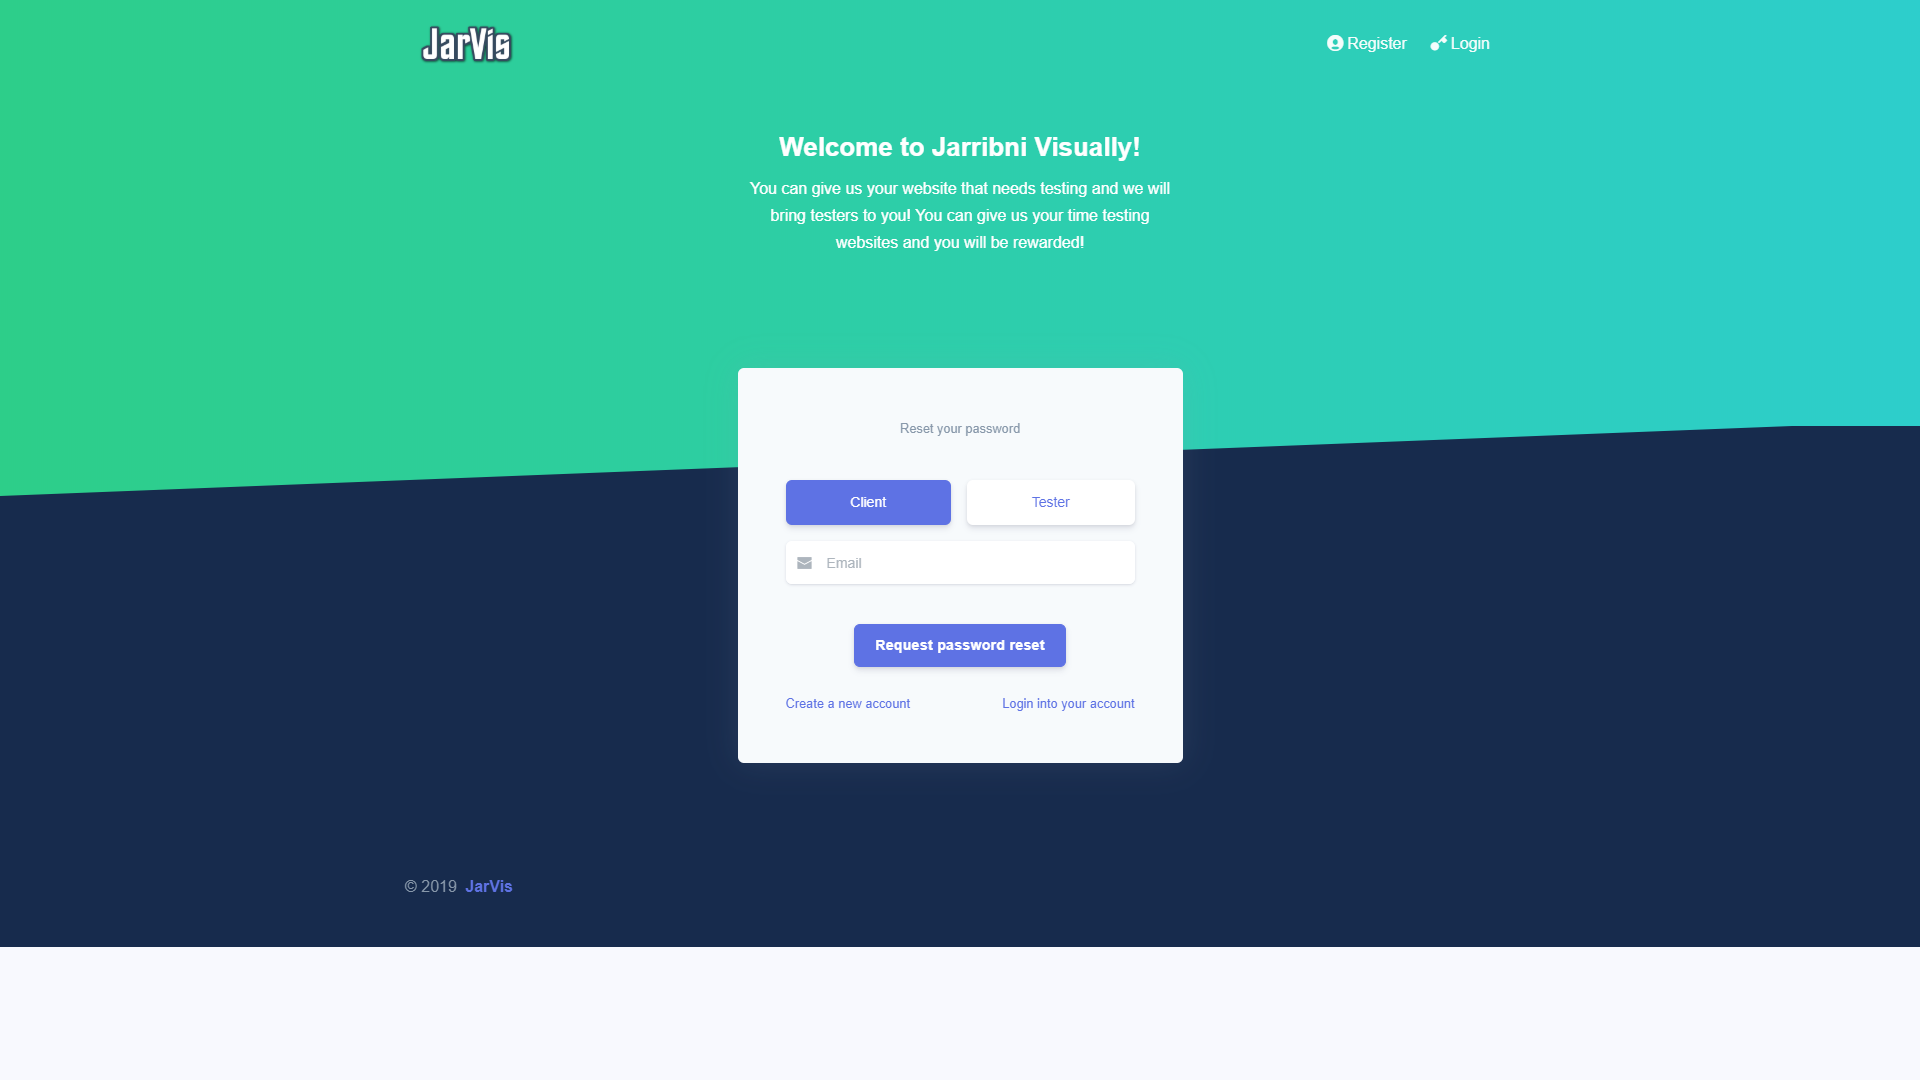 JarVis
Register
Login
Welcome to Jarribni Visually!
You can give us your website that needs testing and we will
bring testers to you! You can give us your time testing
websites and you will be rewarded!
Reset your password
Client
Tester
Email
Request password reset
Create a new account
Login into your account
© 2019 JarVis